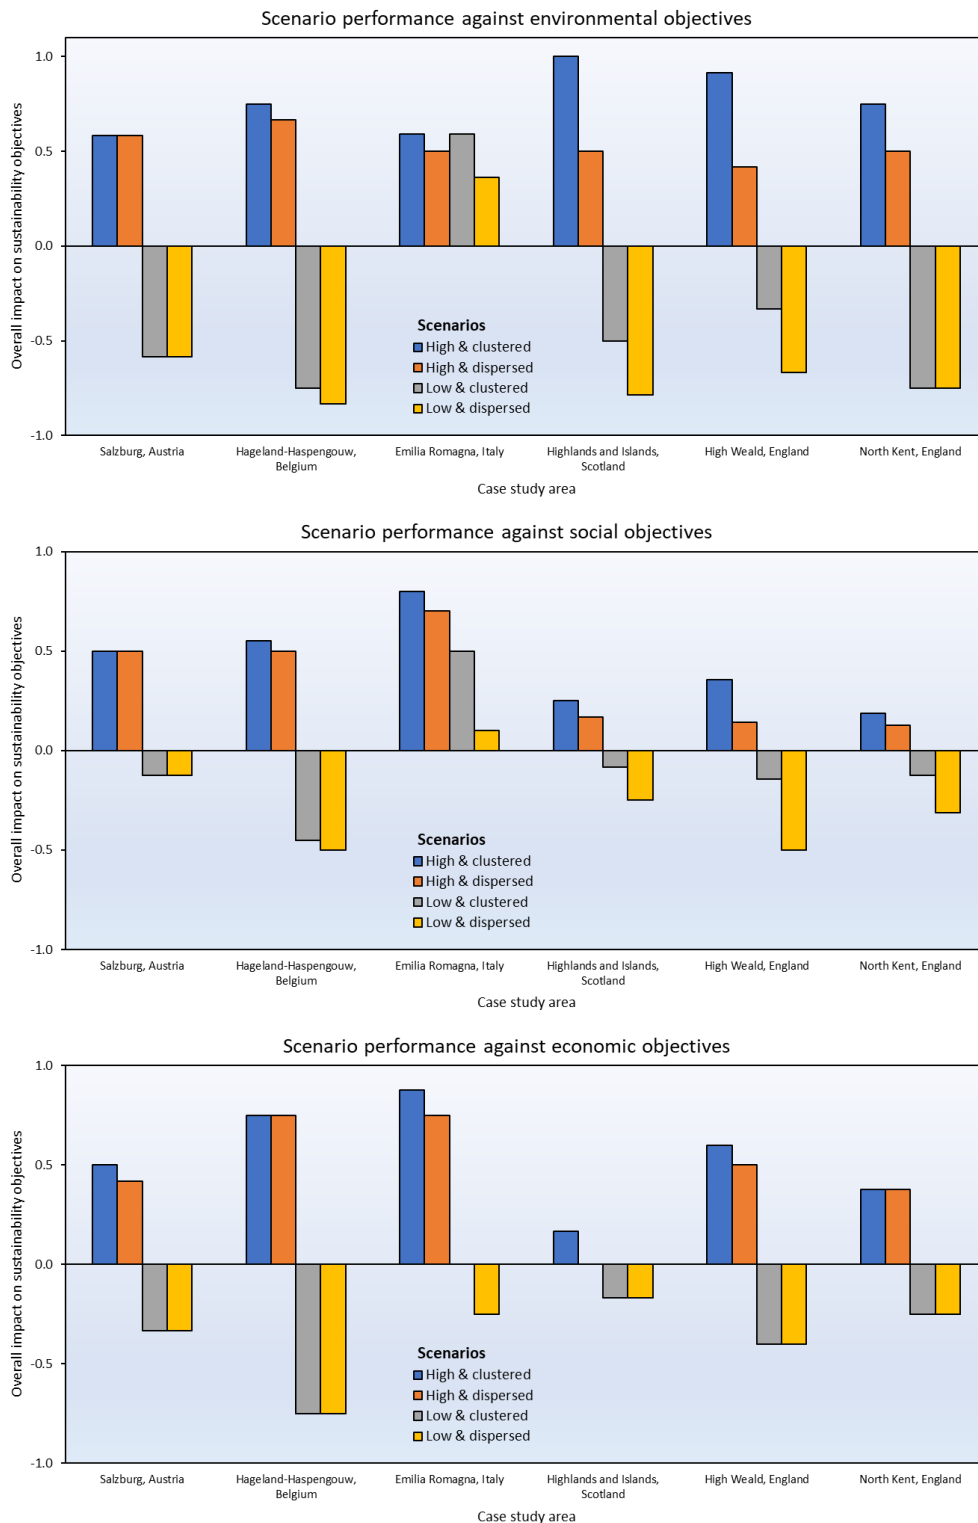 Scenario performance against environmental objectives
Overall impact on sustainability objectives
1.0
0.5
0.0
-0.5
-1.0
Scenarios
High & clustered
High & dispersed
Low & clustered
Low & dispersed
Salzburg, Austria
Hageland-Haspengouw,
Belgium
Emilia Romagna, Italy
Highlands and Islands,
Scotland
High Weald, England
North Kent, England
Case study area
Scenario performance against social objectives
Overall impact on sustainability objectives
1.0
0.5
0.0
-0.5
-1.0
Scenarios
High & clustered
High & dispersed
Low & clustered
Low & dispersed
Salzburg, Austria
Hageland-Haspengouw,
Belgium
Emilia Romagna, Italy
Highlands and Islands,
Scotland
High Weald, England
North Kent, England
Case study area
Scenario performance against economic objectives
Overall impact on sustainability objectives
1.0
0.5
0.0
-0.5
-1.0
Scenarios
High & clustered
High & dispersed
Low & clustered
Low & dispersed
Salzburg, Austria
Hageland-Haspengouw,
Belgium
Emilia Romagna, Italy
Highlands and Islands,
Scotland
High Weald, England
North Kent, England
Case study area